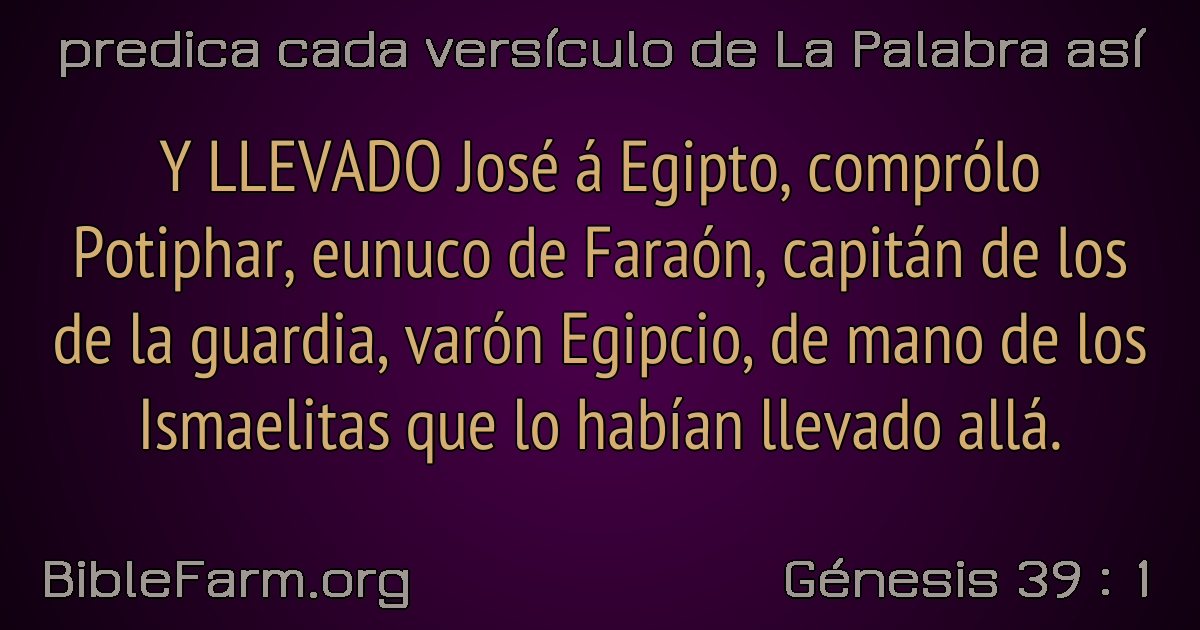 predica cada versículo de La Palabra así
Y LLEVADO José á Egipto, comprólo
Potiphar, eunuco de Faraón, capitán de los
de la guardia, varón Egipcio, de mano de los
Ismaelitas que lo habían llevado allá.
BibleFarm.org
Génesis 39 : 1